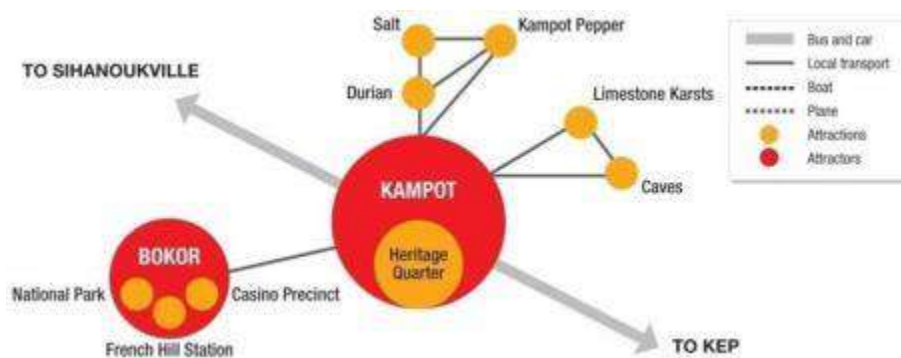 Salt
Kampot Pepper
TO SIHANOUKVILLE
Durian
Limestone Karsts
KAMPOT
Caves
BOKOR
Heritage
Quarter
National Park
Casino Precinct
French Hill Station
TO KEP
Bus and car
Local transport
Boat
Plane
Attractions
Attractors